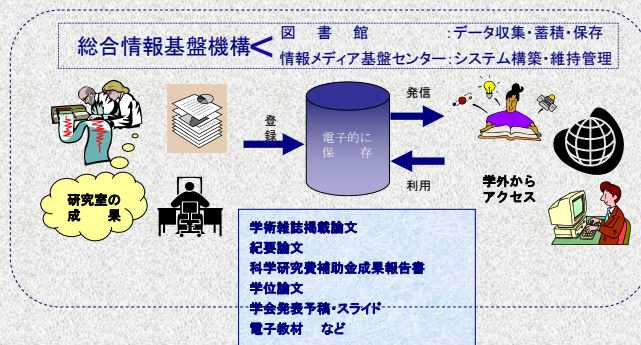 総合情報基盤機構
図　書　館　：データ収集・蓄積・保存
情報メディア基盤センター：システム構築・維持管理
登録
電子的に
保　存
発信
利用
学外から
アクセス
研究室の
成　果
学術雑誌掲載論文
紀要論文
科学研究費補助金成果報告書
学位論文
学会発表予稿・スライド
電子教材　など